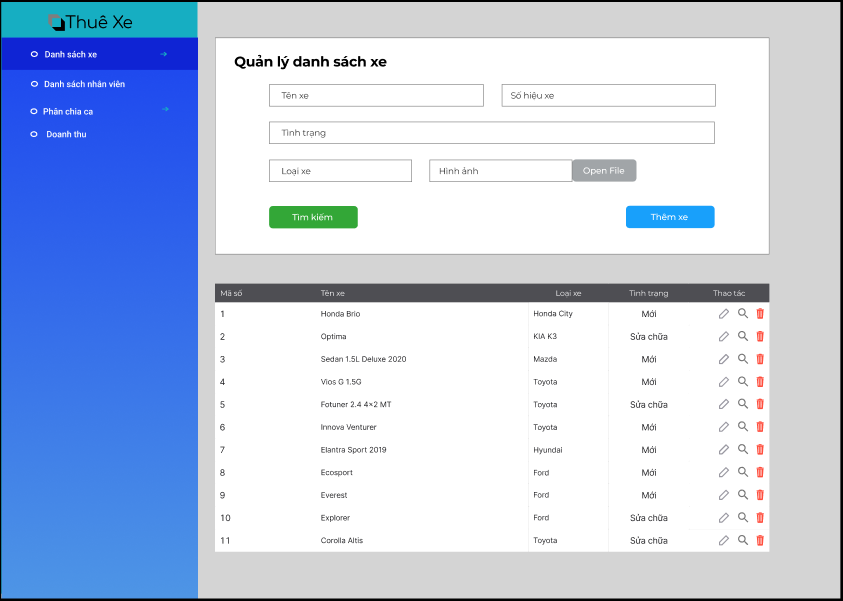 Thuê Xe
Danh sách xe
Danh sách nhân viên
Phân chia ca
Doanh thu
Quản lý danh sách xe
Tên xe
Số hiệu xe
Tình trạng
Loại xe
Hình ảnh
Open File
Tìm kiếm
Thêm xe
Mã số Tên xe Loại xe Tình trạng Thao tác
1 Honda Brio Honda City Mới
2 Optima KIA K3 Sửa chữa
3 Sedan 1.5L Deluxe 2020 Mazda Mới
4 Vios G 1.5G Toyota Mới
5 Fotuner 2.4 4x2 MT Toyota Sửa chữa
6 Innova Venturer Toyota Mới
7 Elantra Sport 2019 Hyundai Mới
8 Ecosport Ford Mới
9 Everest Ford Mới
10 Explorer Ford Sửa chữa
11 Corolla Altis Toyota Sửa chữa